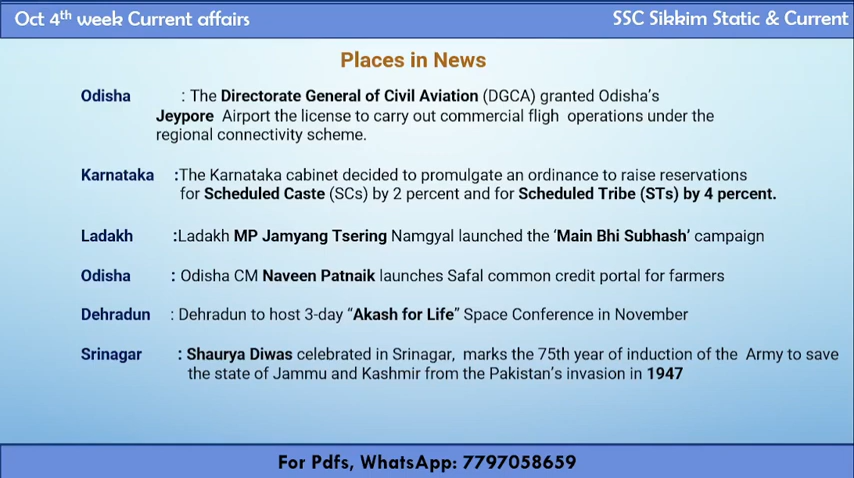 Oct 4th week Current affairs
SSC Sikkim Static & Current
Places in News
Odisha : The Directorate General of Civil Aviation (DGCA) granted Odisha's
Jeypore Airport the license to carry out commercial fligh operations under the
regional connectivity scheme.
Karnataka :The Karnataka cabinet decided to promulgate an ordinance to raise reservations
for Scheduled Caste (SCs) by 2 percent and for Scheduled Tribe (STs) by 4 percent.
Ladakh :Ladakh MP Jamyang Tsering Namgyal launched the 'Main Bhi Subhash' campaign
Odisha : Odisha CM Naveen Patnaik launches Safal common credit portal for farmers
Dehradun : Dehradun to host 3-day "Akash for Life" Space Conference in November
Srinagar : Shaurya Diwas celebrated in Srinagar, marks the 75th year of induction of the Army to save
the state of Jammu and Kashmir from the Pakistan's invasion in 1947
For Pdfs, WhatsApp: 7797058659